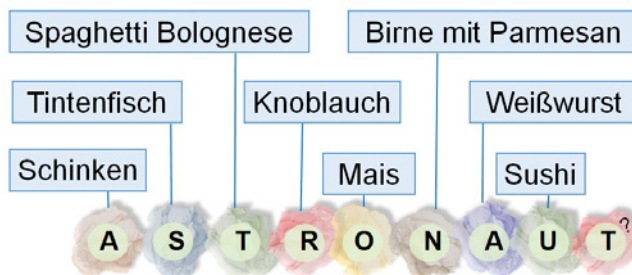 Spaghetti Bolognese Birne mit Parmesan
Tintenfisch Knoblauch Weißwurst
Schinken Mais Sushi
A S T R O N A U T ?